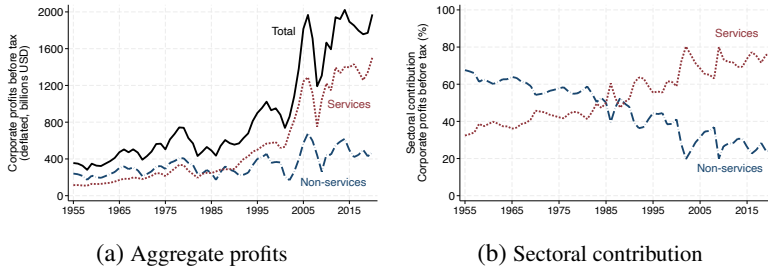 Corporate profits before tax
(deflated, billions USD)
2000
1600
1200
800
400
0
Total
Services
Non-services
1955 1965 1975 1985 1995 2005 2015
(a) Aggregate profits
Sectoral contribution
Corporate profits before tax (%)
100
80
60
40
20
0
Services
Non-services
1955 1965 1975 1985 1995 2005 2015
(b) Sectoral contribution